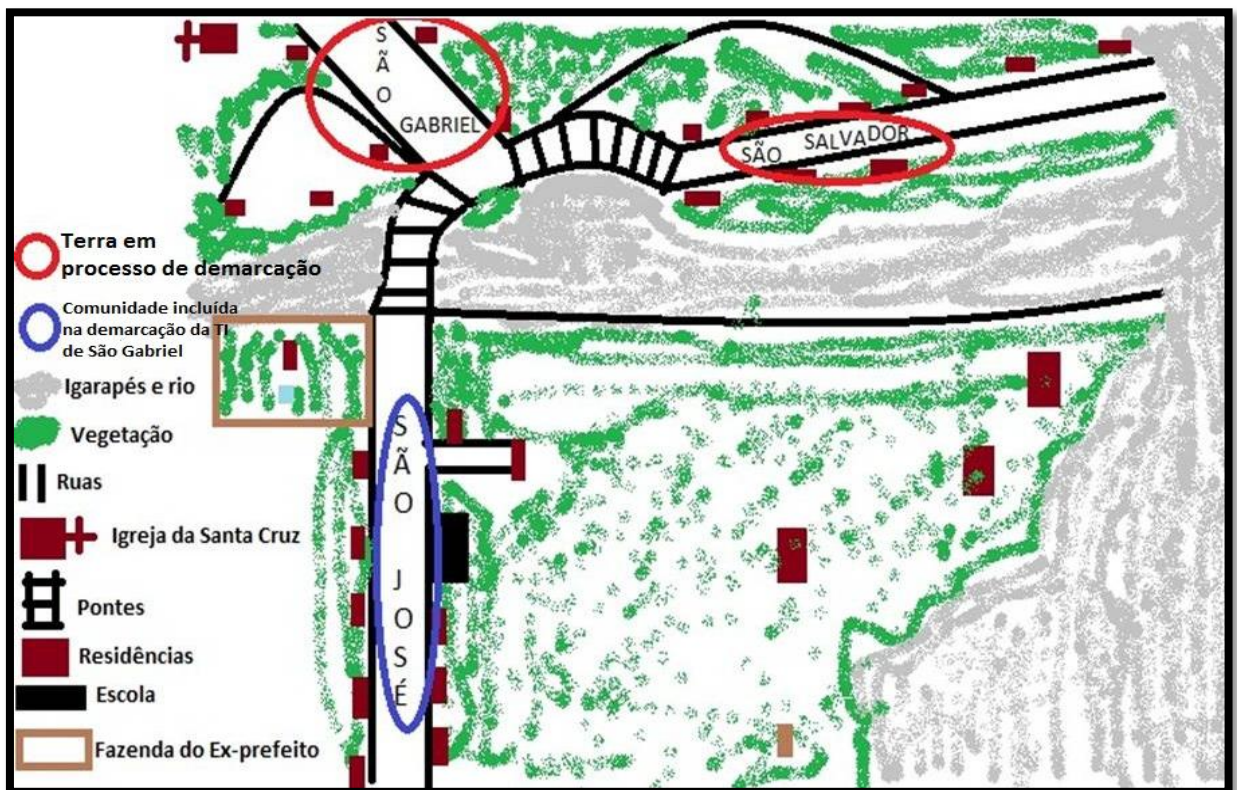 SÃO
GABRIEL
SÃO SALVADOR
Terra em
processo de demarcação
Comunidade incluída
na demarcação da TI
de São Gabriel
Igarapés e rio
Vegetação
Ruas
Igreja da Santa Cruz
Pontes
Residências
Escola
Fazenda do Ex-prefeito
SÃO JOSÉ